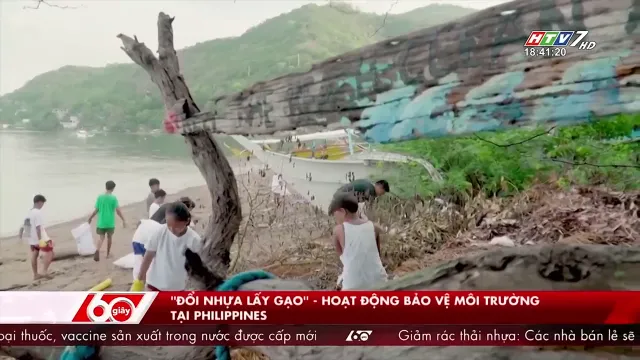 HTV7 HD
18:41:20
60 giây
"ĐỔI NHỰA LẤY GẠO" - HOẠT ĐỘNG BẢO VỆ MÔI TRƯỜNG
TẠI PHILIPPINES
oại thuốc, vaccine sản xuất trong nước được cấp mới 60 Giảm rác thải nhựa: Các nhà bán lẻ sẽ